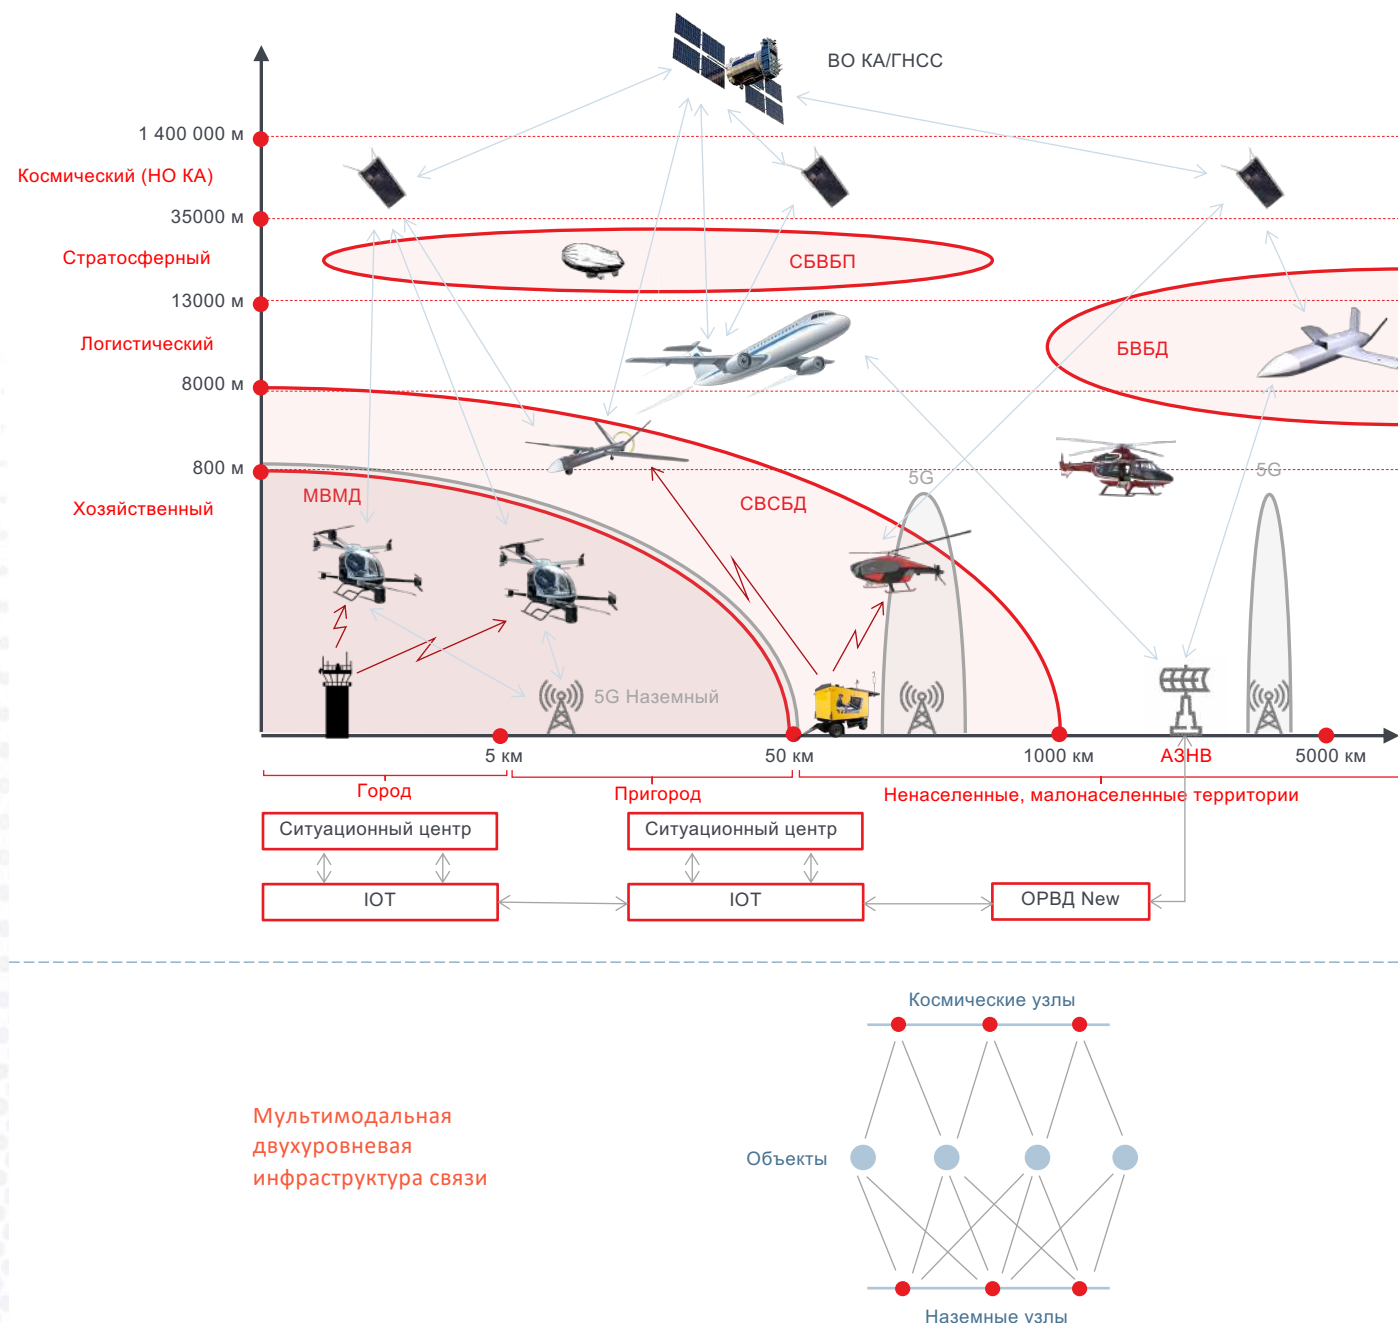 ВО КА/ГНСС
1 400 000 м
Космический (НО КА)
35000 м
Стратосферный
СБВБП
13000 м
Логистический
БВБД
8000 м
800 м
5G
5G
МВМД
СВСБД
Хозяйственный
5G Наземный
5 км
50 км
1000 км
АЗНВ
5000 км
Город
Пригород
Ненаселенные, малонаселенные территории
Ситуационный центр
Ситуационный центр
IOT
IOT
ОРВД New
Космические узлы
Мультимодальная
двухуровневая
инфраструктура связи
Объекты
Наземные узлы